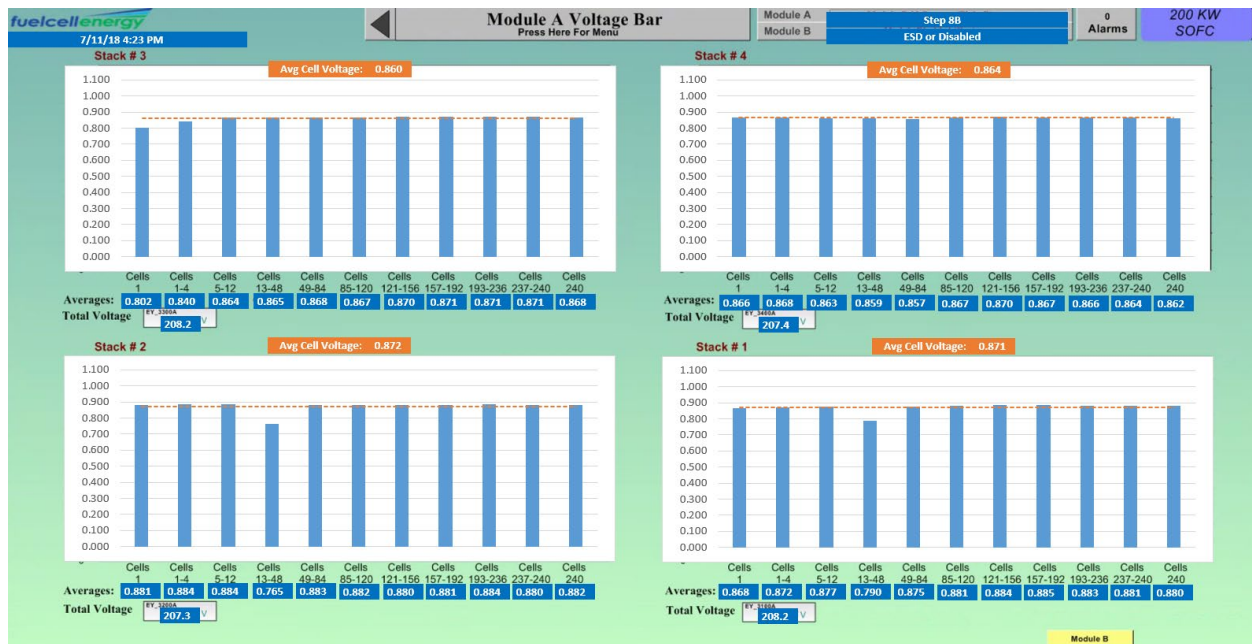 fuelcellenergy
7/11/18 4:23 PM
Module A Voltage Bar
Press Here For Menu
Module A
Module B
Step 8B
ESD or Disabled
0
Alarms
200 KW
SOFC
Stack # 3
Avg Cell Voltage: 0.860
1.100
1.000
0.900
0.800
0.700
0.600
0.500
0.400
0.300
0.200
0.100
0.000
Cells Cells Cells Cells Cells Cells Cells Cells Cells Cells Cells
1 1-4 5-12 13-48 49-84 85-120 121-156 157-192 193-236 237-240 240
Averages: 0.802 0.840 0.864 0.865 0.868 0.867 0.870 0.871 0.871 0.871 0.868
Total Voltage EY_3300A 208.2 V
Stack # 4
Avg Cell Voltage: 0.864
1.100
1.000
0.900
0.800
0.700
0.600
0.500
0.400
0.300
0.200
0.100
0.000
Cells Cells Cells Cells Cells Cells Cells Cells Cells Cells Cells
1 1-4 5-12 13-48 49-84 85-120 121-156 157-192 193-236 237-240 240
Averages: 0.866 0.868 0.863 0.859 0.857 0.867 0.870 0.867 0.866 0.864 0.862
Total Voltage EY_3400A 207.4 V
Stack # 2
Avg Cell Voltage: 0.872
1.100
1.000
0.900
0.800
0.700
0.600
0.500
0.400
0.300
0.200
0.100
0.000
Cells Cells Cells Cells Cells Cells Cells Cells Cells Cells Cells
1 1-4 5-12 13-48 49-84 85-120 121-156 157-192 193-236 237-240 240
Averages: 0.881 0.884 0.884 0.765 0.883 0.882 0.880 0.881 0.884 0.880 0.882
Total Voltage EY_3200A 207.3 V
Stack # 1
Avg Cell Voltage: 0.871
1.100
1.000
0.900
0.800
0.700
0.600
0.500
0.400
0.300
0.200
0.100
0.000
Cells Cells Cells Cells Cells Cells Cells Cells Cells Cells Cells
1 1-4 5-12 13-48 49-84 85-120 121-156 157-192 193-236 237-240 240
Averages: 0.868 0.872 0.877 0.790 0.875 0.881 0.884 0.885 0.883 0.881 0.880
Total Voltage EY_3100A 208.2 V
Module B